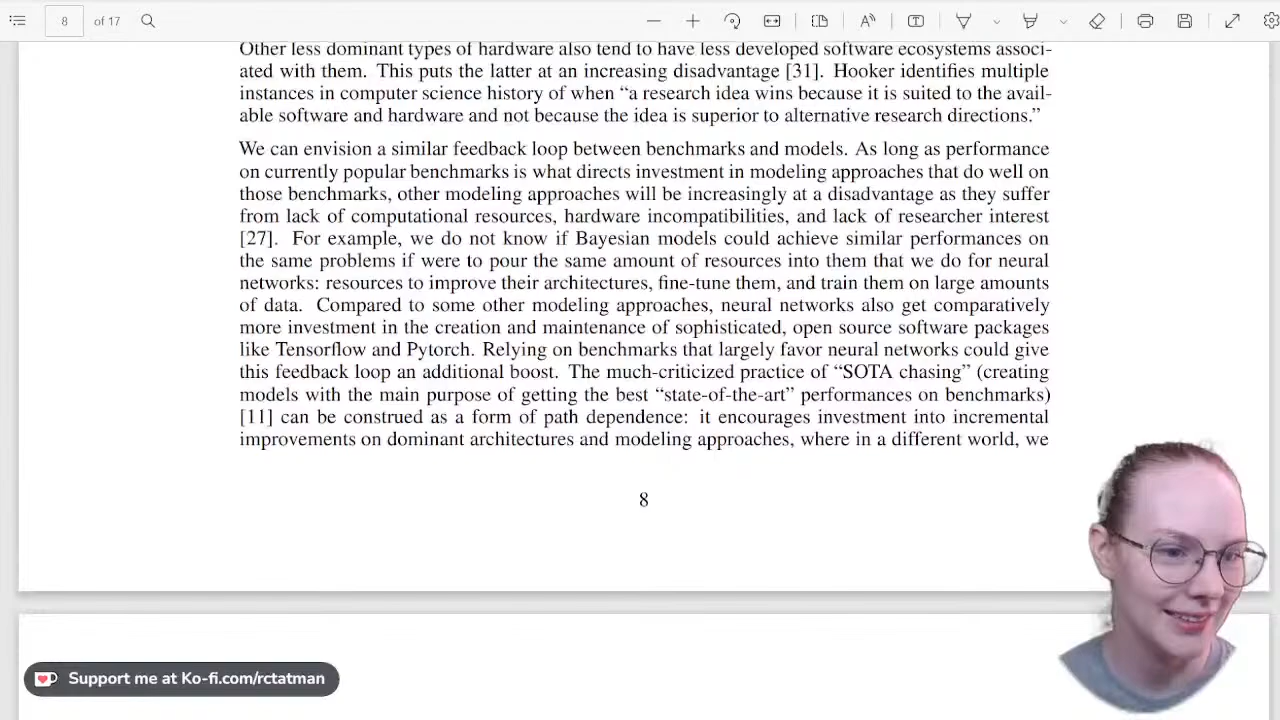 8 of 17
Other less dominant types of hardware also tend to have less developed software ecosystems associ-
ated with them. This puts the latter at an increasing disadvantage [31]. Hooker identifies multiple
instances in computer science history of when “a research idea wins because it is suited to the avail-
able software and hardware and not because the idea is superior to alternative research directions.”
We can envision a similar feedback loop between benchmarks and models. As long as performance
on currently popular benchmarks is what directs investment in modeling approaches that do well on
those benchmarks, other modeling approaches will be increasingly at a disadvantage as they suffer
from lack of computational resources, hardware incompatibilities, and lack of researcher interest
[27]. For example, we do not know if Bayesian models could achieve similar performances on
the same problems if were to pour the same amount of resources into them that we do for neural
networks: resources to improve their architectures, fine-tune them, and train them on large amounts
of data. Compared to some other modeling approaches, neural networks also get comparatively
more investment in the creation and maintenance of sophisticated, open source software packages
like Tensorflow and Pytorch. Relying on benchmarks that largely favor neural networks could give
this feedback loop an additional boost. The much-criticized practice of “SOTA chasing” (creating
models with the main purpose of getting the best “state-of-the-art” performances on benchmarks)
[11] can be construed as a form of path dependence: it encourages investment into incremental
improvements on dominant architectures and modeling approaches, where in a different world, we
8
Support me at Ko-fi.com/rctatman